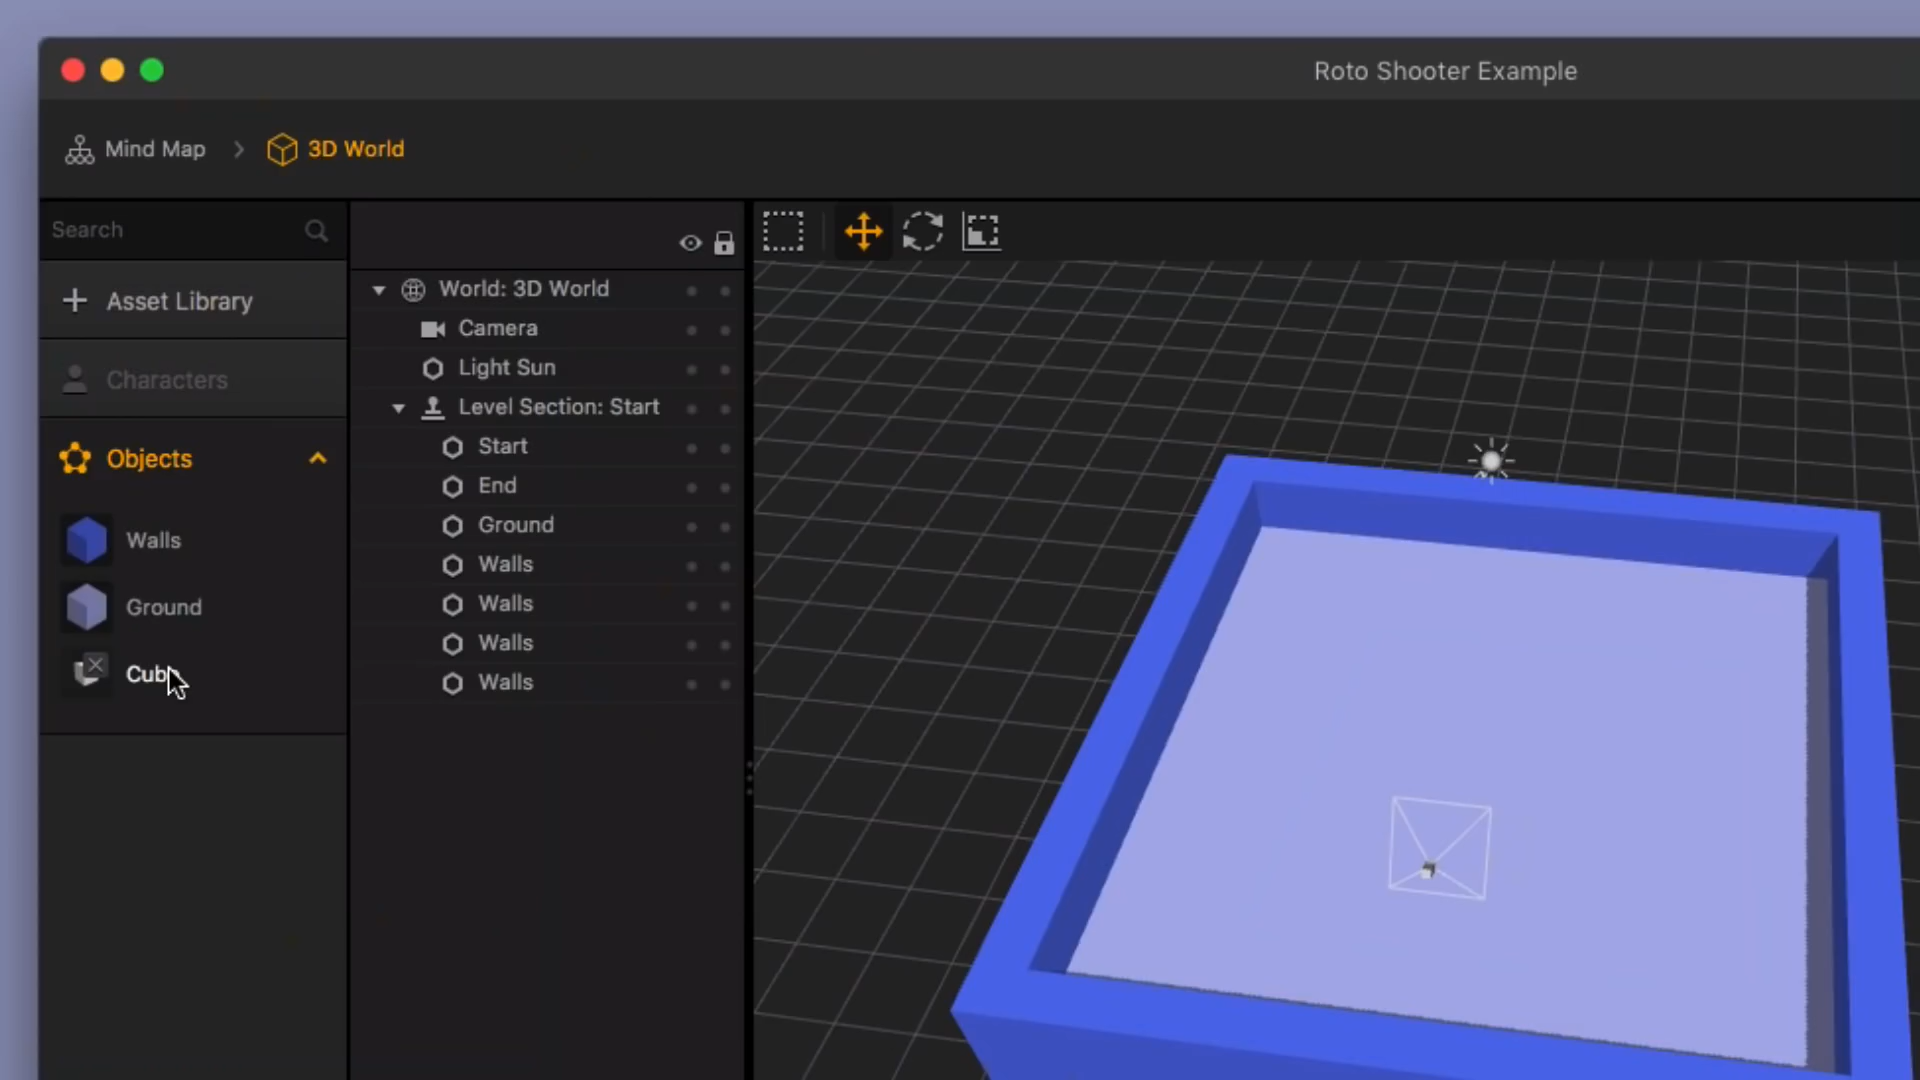 Roto Shooter Example
Mind Map
3D World
Search
Asset Library
Characters
Objects
Walls
Ground
World: 3D World
Camera
Light Sun
Level Section: Start
Start
End
Ground
Walls
Walls
Walls
Walls